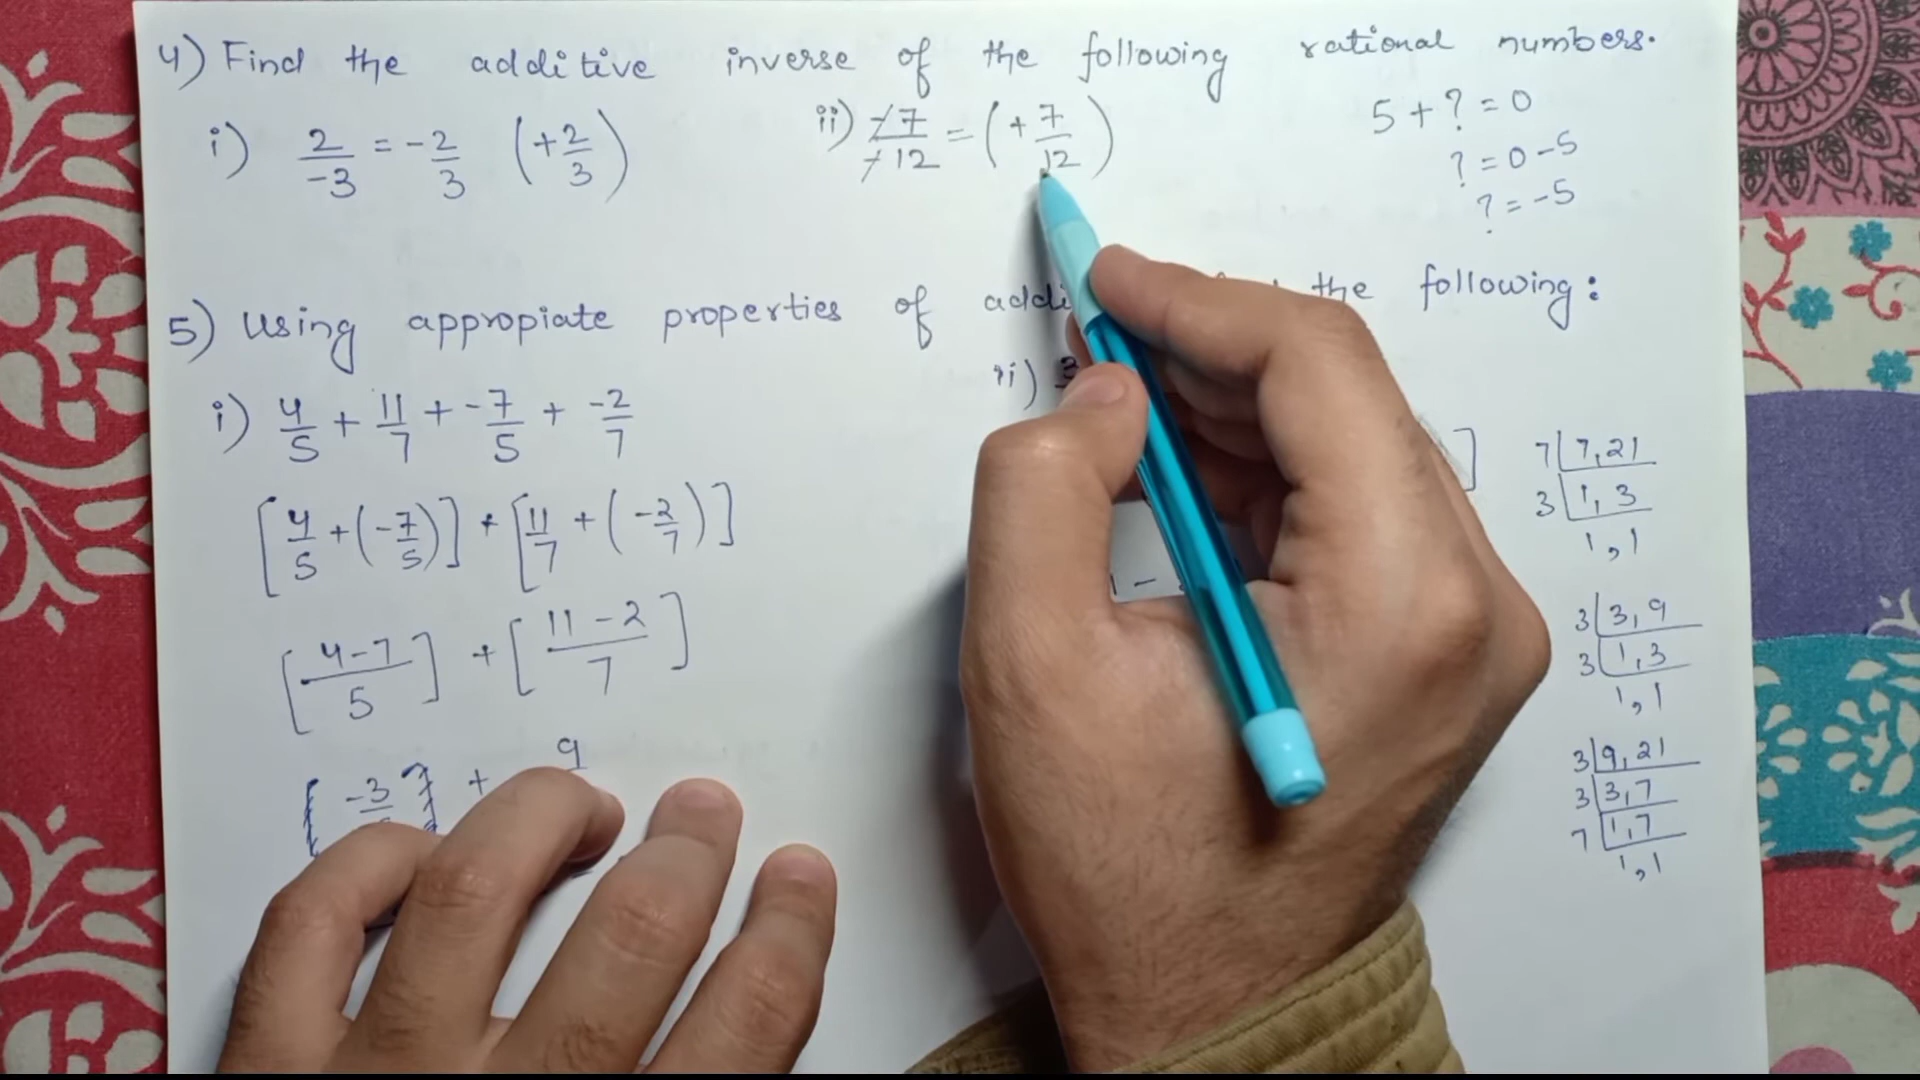 4) Find the additive inverse of the following rational numbers.
i) 2/-3 = -2/3 (+2/3)
ii) -7/-12 = (+7/12)
5 + ? = 0
? = 0 - 5
? = -5
5) Using appropiate properties of addi the following:
i) 4/5 + 11/7 + -7/5 + -2/7
[4/5 + (-7/5)] + [11/7 + (-2/7)]
[4-7/5] + [11-2/7]
-3 + 9
ii) 3
]
7 | 7, 21
3 | 1, 3
1, 1
3 | 3, 9
3 | 1, 3
1, 1
3 | 9, 21
3 | 3, 7
7 | 1, 7
1, 1